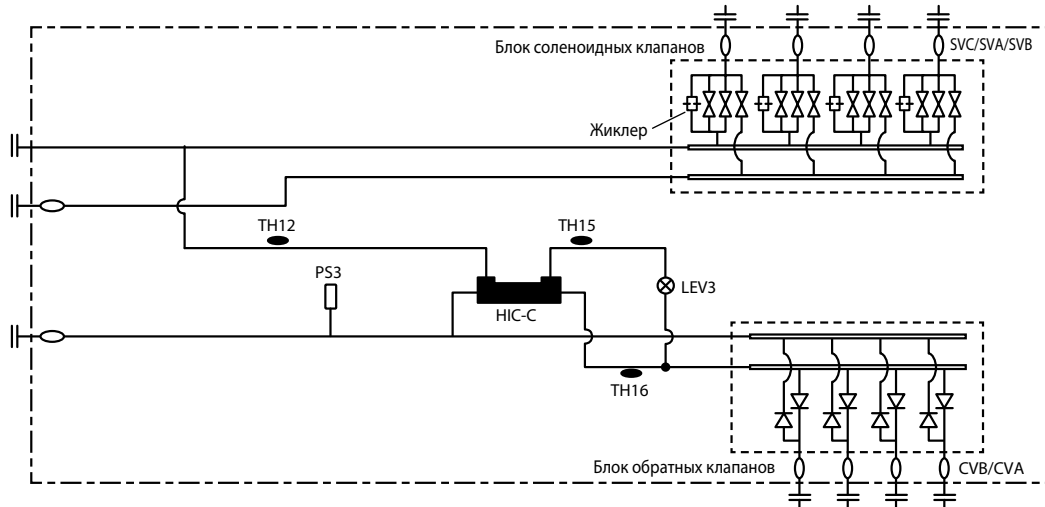 Блок соленоидных клапанов
SVC/SVA/SVB
Жиклер
TH12
TH15
PS3
LEV3
HIC-C
TH16
Блок обратных клапанов
CVB/CVA